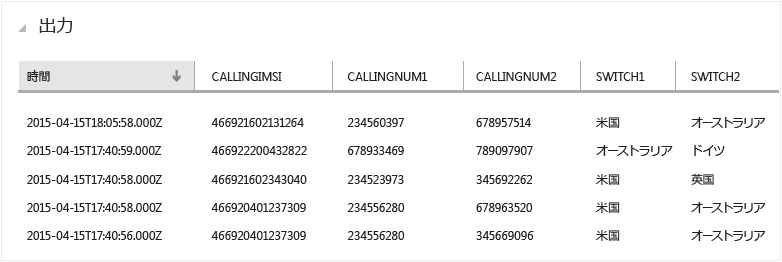 出力
時間 CALLINGIMSI CALLINGNUM1 CALLINGNUM2 SWITCH1 SWITCH2
2015-04-15T18:05:58.000Z 466921602131264 234560397 678957514 米国 オーストラリア
2015-04-15T17:40:59.000Z 466922200432822 678933469 789097907 オーストラリア ドイツ
2015-04-15T17:40:58.000Z 466921602343040 234523973 345692262 米国 英国
2015-04-15T17:40:58.000Z 466920401237309 234556280 678963520 米国 オーストラリア
2015-04-15T17:40:56.000Z 466920401237309 234556280 345669096 米国 オーストラリア